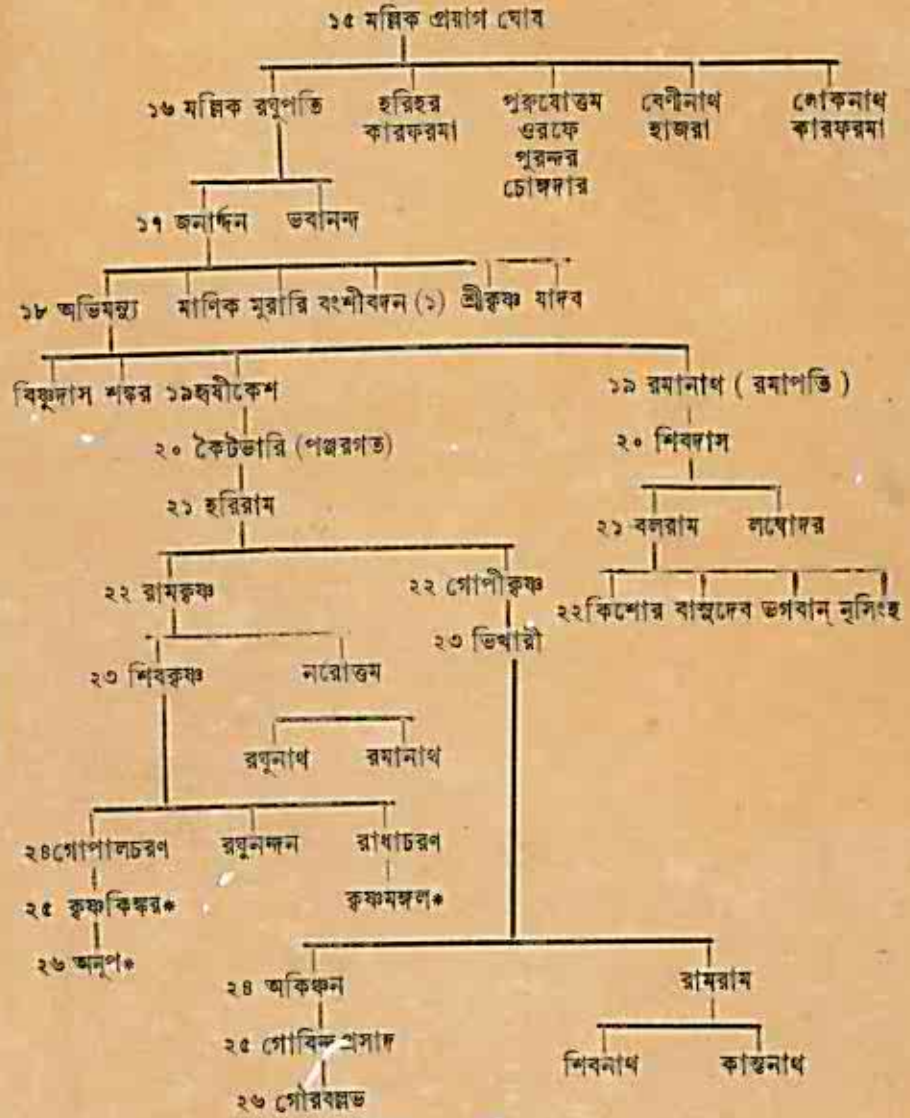 ১৫ মল্লিক প্রয়াগ ঘোষ
১৬ মল্লিক রঘুপতি হরিহর পুরুষোত্তম বেণীনাথ লোকনাথ
কারফরমা ওরফে হাজরা কারফরমা
পুরন্দর
চোঙ্গদার
১৭ জনার্দ্দন ভবানন্দ
১৮ অভিমন্যু মাণিক মুরারি বংশীবদন (১) শ্রীকৃষ্ণ যাদব
বিষ্ণুদাস শঙ্কর ১৯হৃষীকেশ ১৯ রমানাথ ( রমাপতি )
২০ কৈটভারি (পঞ্জরগত) ২০ শিবদাস
২১ হরিরাম ২১ বলরাম লম্বোদর
২২ রামকৃষ্ণ ২২ গোপীকৃষ্ণ ২২কিশোর বাসুদেব ভগবান্ নৃসিংহ
২৩ শিবকৃষ্ণ নরোত্তম ২৩ ভিখারী
রঘুনাথ রমানাথ
২৪গোপালচরণ রঘুনন্দন রাধাচরণ
২৫ কৃষ্ণকিঙ্কর* কৃষ্ণমঙ্গল*
২৬ অনূপ*
২৪ অকিঞ্চন রামরাম
২৫ গোবিন্দপ্রসাদ শিবনাথ কান্তনাথ
২৬ গৌরবল্লভ